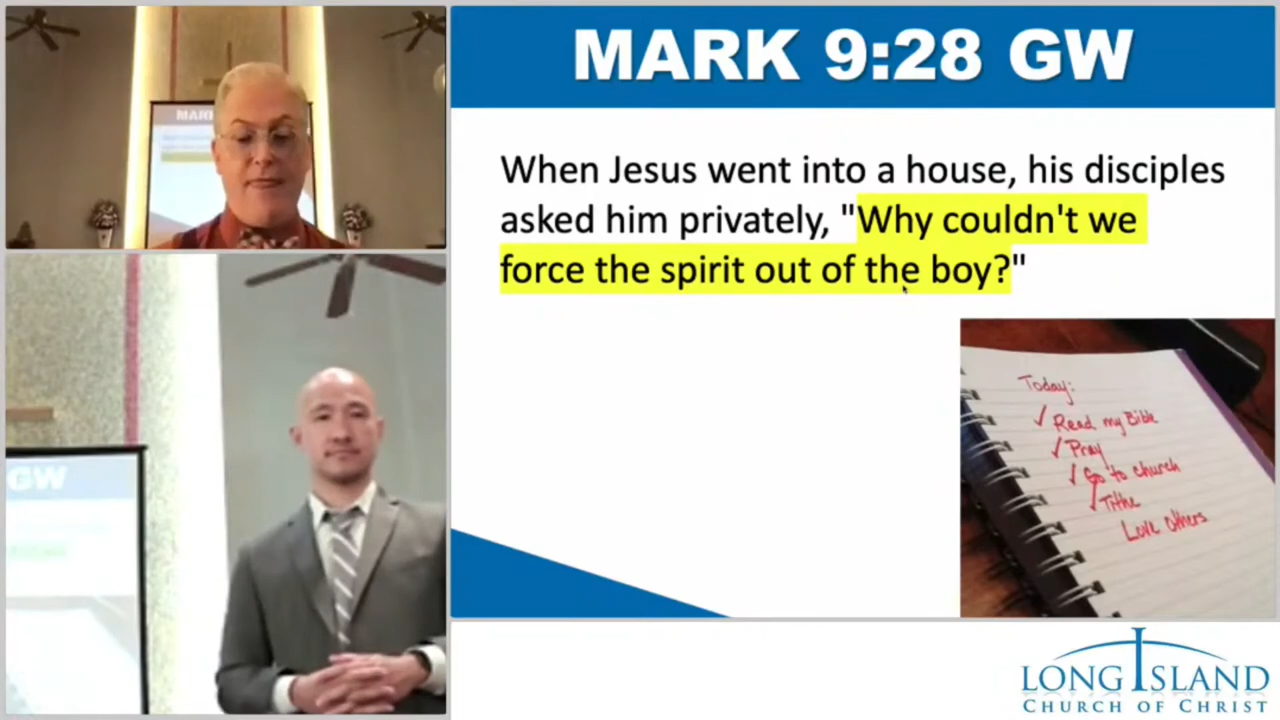 MARK
MARK 9:28 GW
When Jesus went into a house, his disciples
asked him privately, "Why couldn't we
force the spirit out of the boy?"
GW
Today:
✓ Read my Bible
✓ Pray
✓ Go to church
✓ Tithe
Love others
LONG ISLAND
CHURCH OF CHRIST